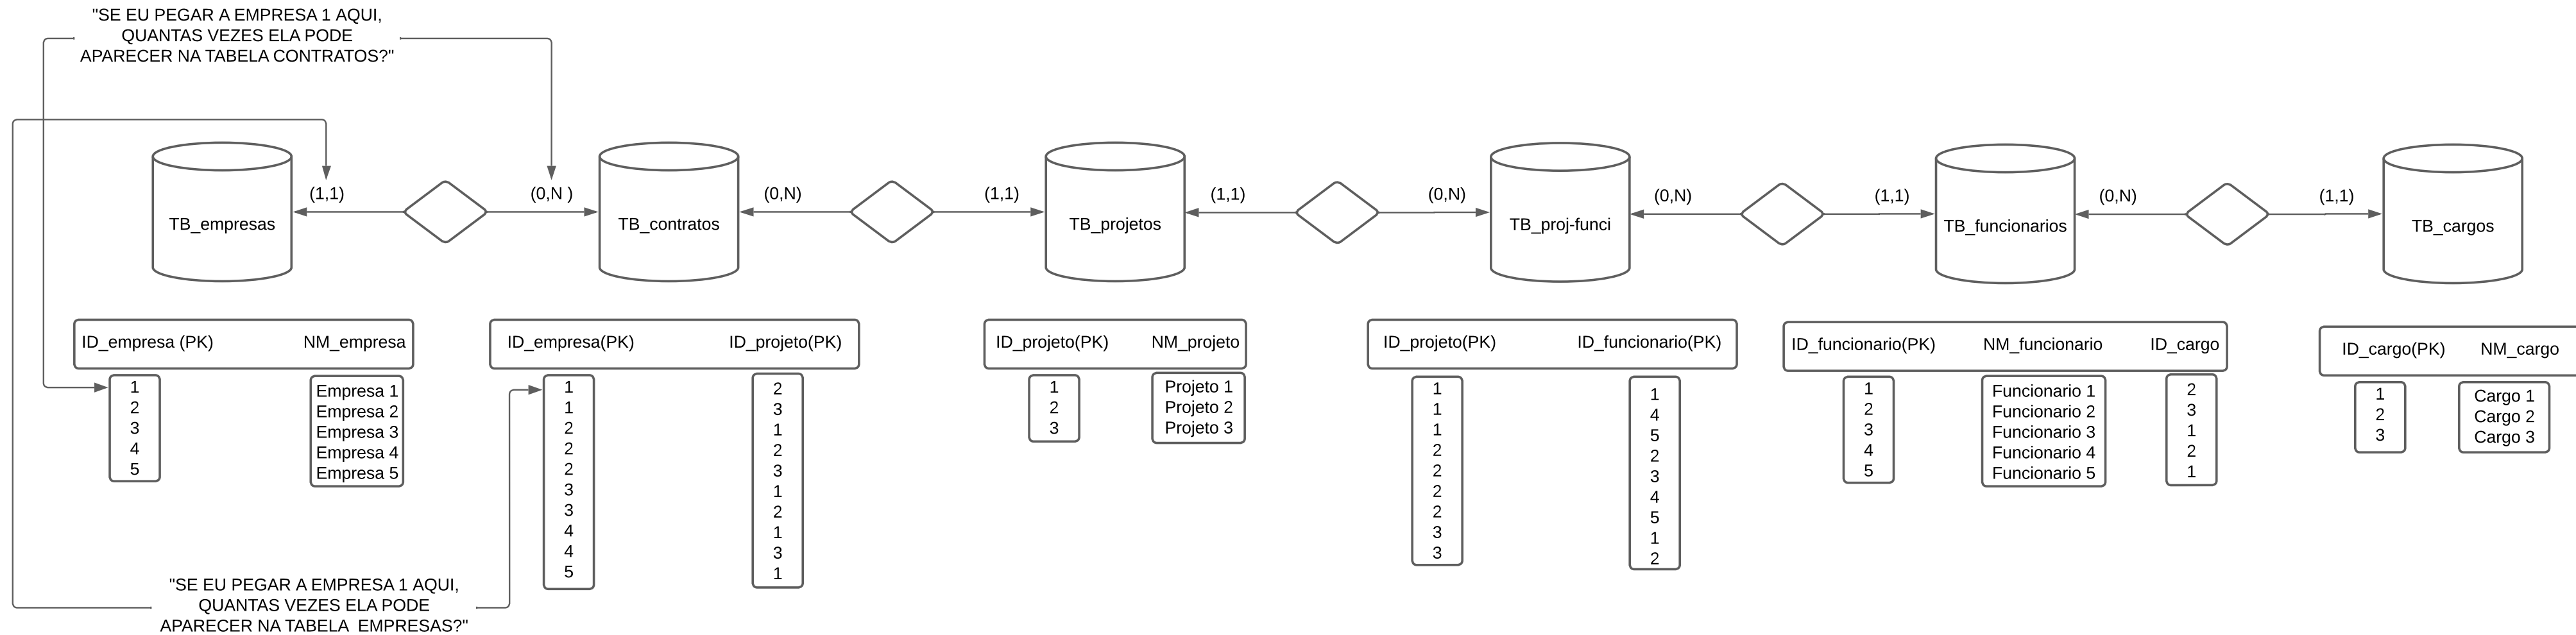 "SE EU PEGAR A EMPRESA 1 AQUI,
QUANTAS VEZES ELA PODE
APARECER NA TABELA CONTRATOS?"
(1,1)
(0,N )
(0,N)
(1,1)
(1,1)
(0,N)
(0,N)
(1,1)
(0,N)
(1,1)
TB_empresas
TB_contratos
TB_projetos
TB_proj-funci
TB_funcionarios
TB_cargos
ID_empresa (PK) NM_empresa
1 Empresa 1
2 Empresa 2
3 Empresa 3
4 Empresa 4
5 Empresa 5
ID_empresa(PK) ID_projeto(PK)
1 2
1 3
2 1
2 2
2 3
3 1
3 2
4 1
4 3
5 1
ID_projeto(PK) NM_projeto
1 Projeto 1
2 Projeto 2
3 Projeto 3
ID_projeto(PK) ID_funcionario(PK)
1 1
1 4
1 5
2 2
2 3
2 4
2 5
3 1
3 2
ID_funcionario(PK) NM_funcionario ID_cargo
1 Funcionario 1 2
2 Funcionario 2 3
3 Funcionario 3 1
4 Funcionario 4 2
5 Funcionario 5 1
ID_cargo(PK) NM_cargo
1 Cargo 1
2 Cargo 2
3 Cargo 3
"SE EU PEGAR A EMPRESA 1 AQUI,
QUANTAS VEZES ELA PODE
APARECER NA TABELA  EMPRESAS?"